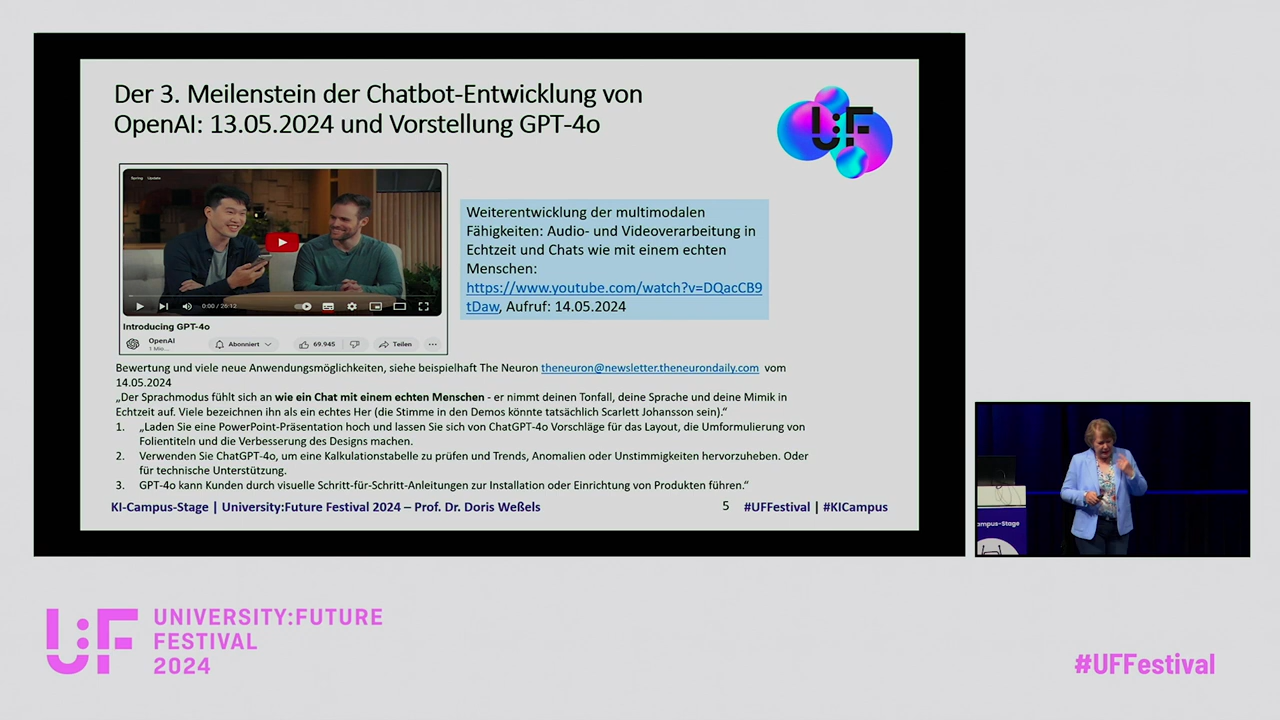 Der 3. Meilenstein der Chatbot-Entwicklung von
OpenAI: 13.05.2024 und Vorstellung GPT-4o
U:F
Spring Update
0:00 / 26:12
Introducing GPT-4o
OpenAI
1 Mio...
Abonniert
69.945
Teilen
Weiterentwicklung der multimodalen
Fähigkeiten: Audio- und Videoverarbeitung in
Echtzeit und Chats wie mit einem echten
Menschen:
https://www.youtube.com/watch?v=DQacCB9
tDaw, Aufruf: 14.05.2024
Bewertung und viele neue Anwendungsmöglichkeiten, siehe beispielhaft The Neuron theneuron@newsletter.theneurondaily.com vom
14.05.2024
„Der Sprachmodus fühlt sich an wie ein Chat mit einem echten Menschen - er nimmt deinen Tonfall, deine Sprache und deine Mimik in
Echtzeit auf. Viele bezeichnen ihn als ein echtes Her (die Stimme in den Demos könnte tatsächlich Scarlett Johansson sein).“
1. „Laden Sie eine PowerPoint-Präsentation hoch und lassen Sie sich von ChatGPT-4o Vorschläge für das Layout, die Umformulierung von
Folientiteln und die Verbesserung des Designs machen.
2. Verwenden Sie ChatGPT-4o, um eine Kalkulationstabelle zu prüfen und Trends, Anomalien oder Unstimmigkeiten hervorzuheben. Oder
für technische Unterstützung.
3. GPT-4o kann Kunden durch visuelle Schritt-für-Schritt-Anleitungen zur Installation oder Einrichtung von Produkten führen.“
KI-Campus-Stage | University:Future Festival 2024 – Prof. Dr. Doris Weßels
5
#UFFestival | #KICampus
ampus-Stage
U:F
UNIVERSITY:FUTURE
FESTIVAL
2024
#UFFestival